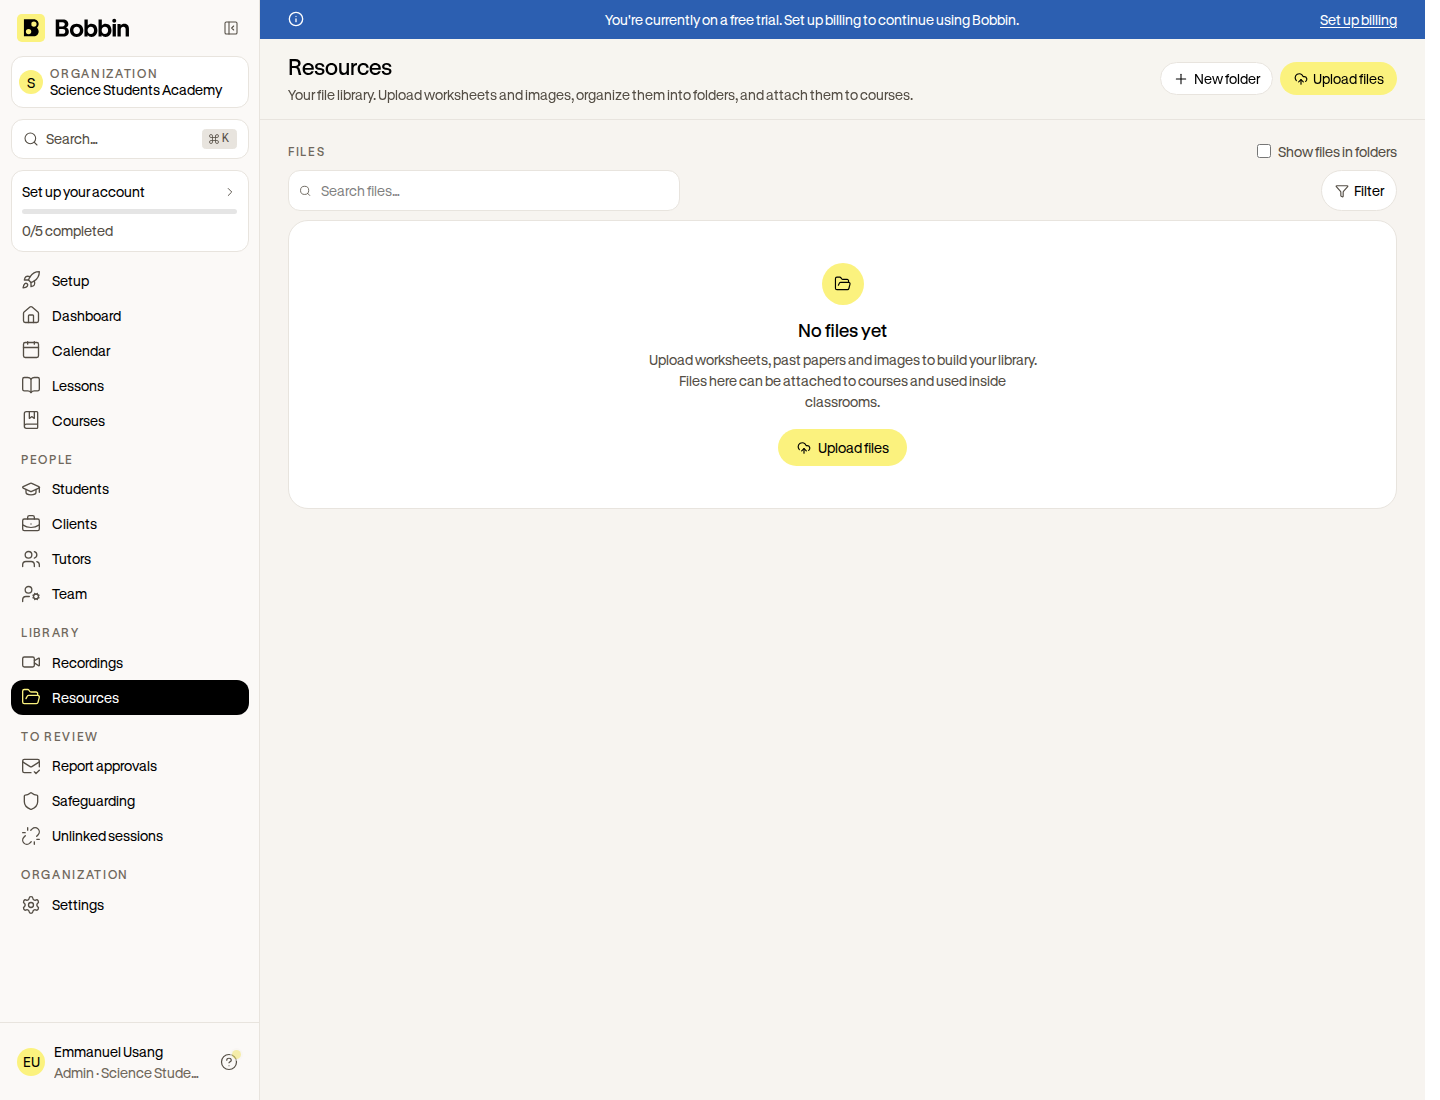 Bobbin
ORGANIZATION
S
Science Students Academy
Search...
⌘ K
Set up your account
0/5 completed
Setup
Dashboard
Calendar
Lessons
Courses
PEOPLE
Students
Clients
Tutors
Team
LIBRARY
Recordings
Resources
TO REVIEW
Report approvals
Safeguarding
Unlinked sessions
ORGANIZATION
Settings
EU
Emmanuel Usang
Admin · Science Stude...
You're currently on a free trial. Set up billing to continue using Bobbin.
Set up billing
Resources
Your file library. Upload worksheets and images, organize them into folders, and attach them to courses.
New folder
Upload files
FILES
Show files in folders
Search files...
Filter
No files yet
Upload worksheets, past papers and images to build your library.
Files here can be attached to courses and used inside
classrooms.
Upload files